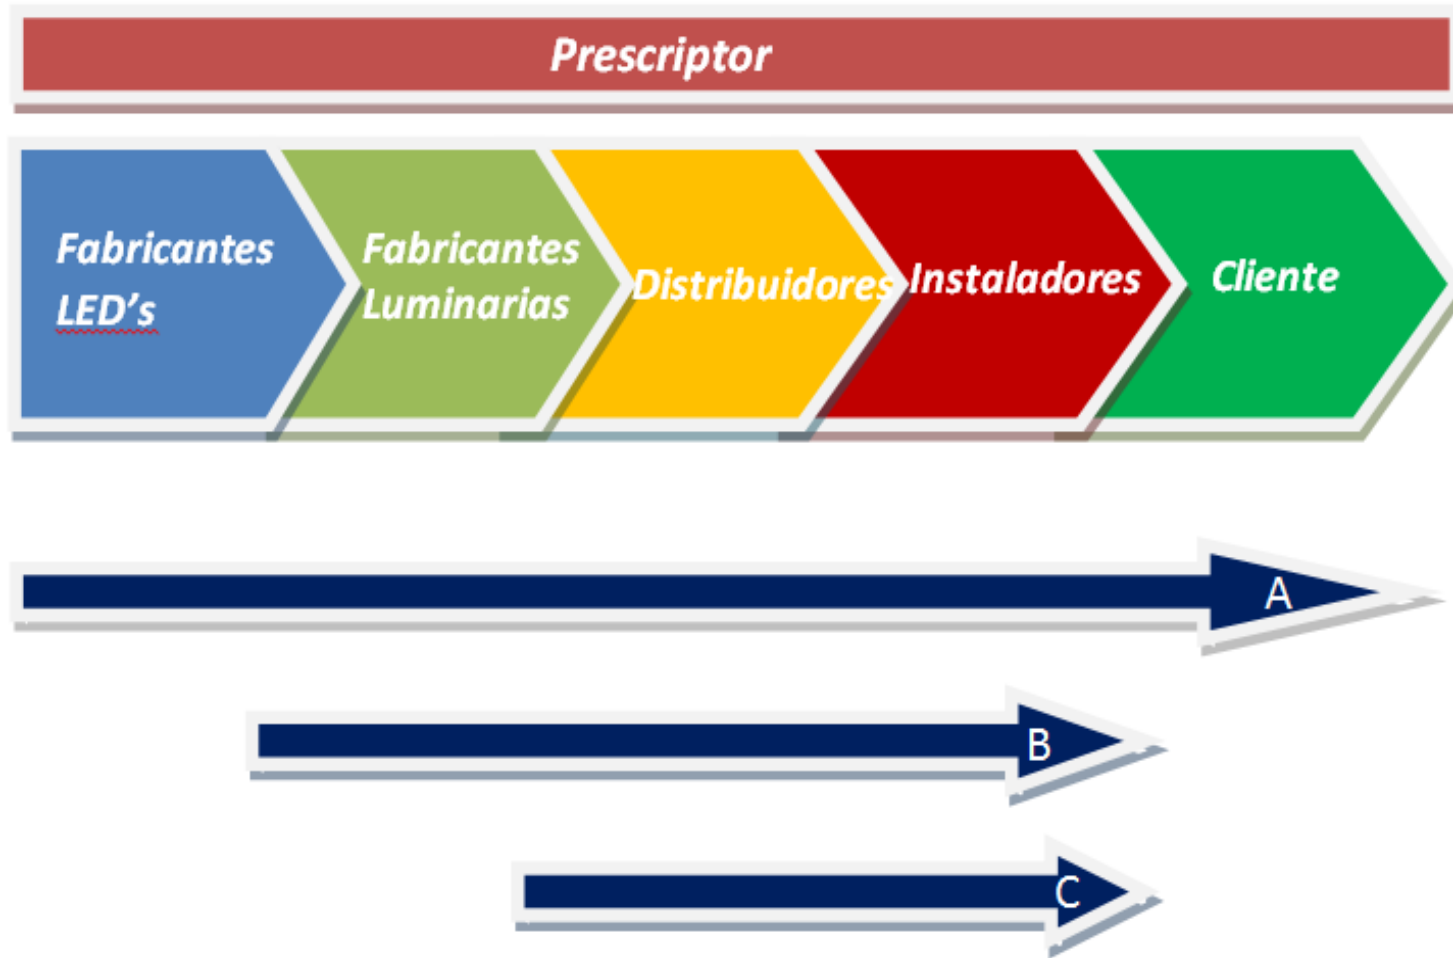 Prescriptor
Fabricantes
LED's
Fabricantes
Luminarias
Distribuidores
Instaladores
Cliente
A
B
C